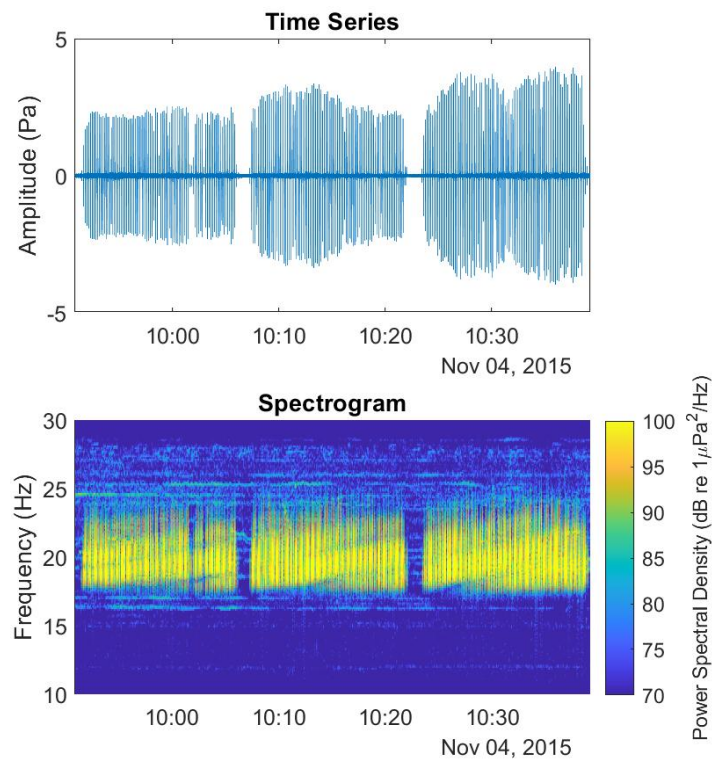 Time Series
5
0
-5
Amplitude (Pa)
10:00 10:10 10:20 10:30
Nov 04, 2015
Spectrogram
30
25
20
15
10
Frequency (Hz)
10:00 10:10 10:20 10:30
Nov 04, 2015
100
95
90
85
80
75
70
Power Spectral Density (dB re 1μPa²/Hz)